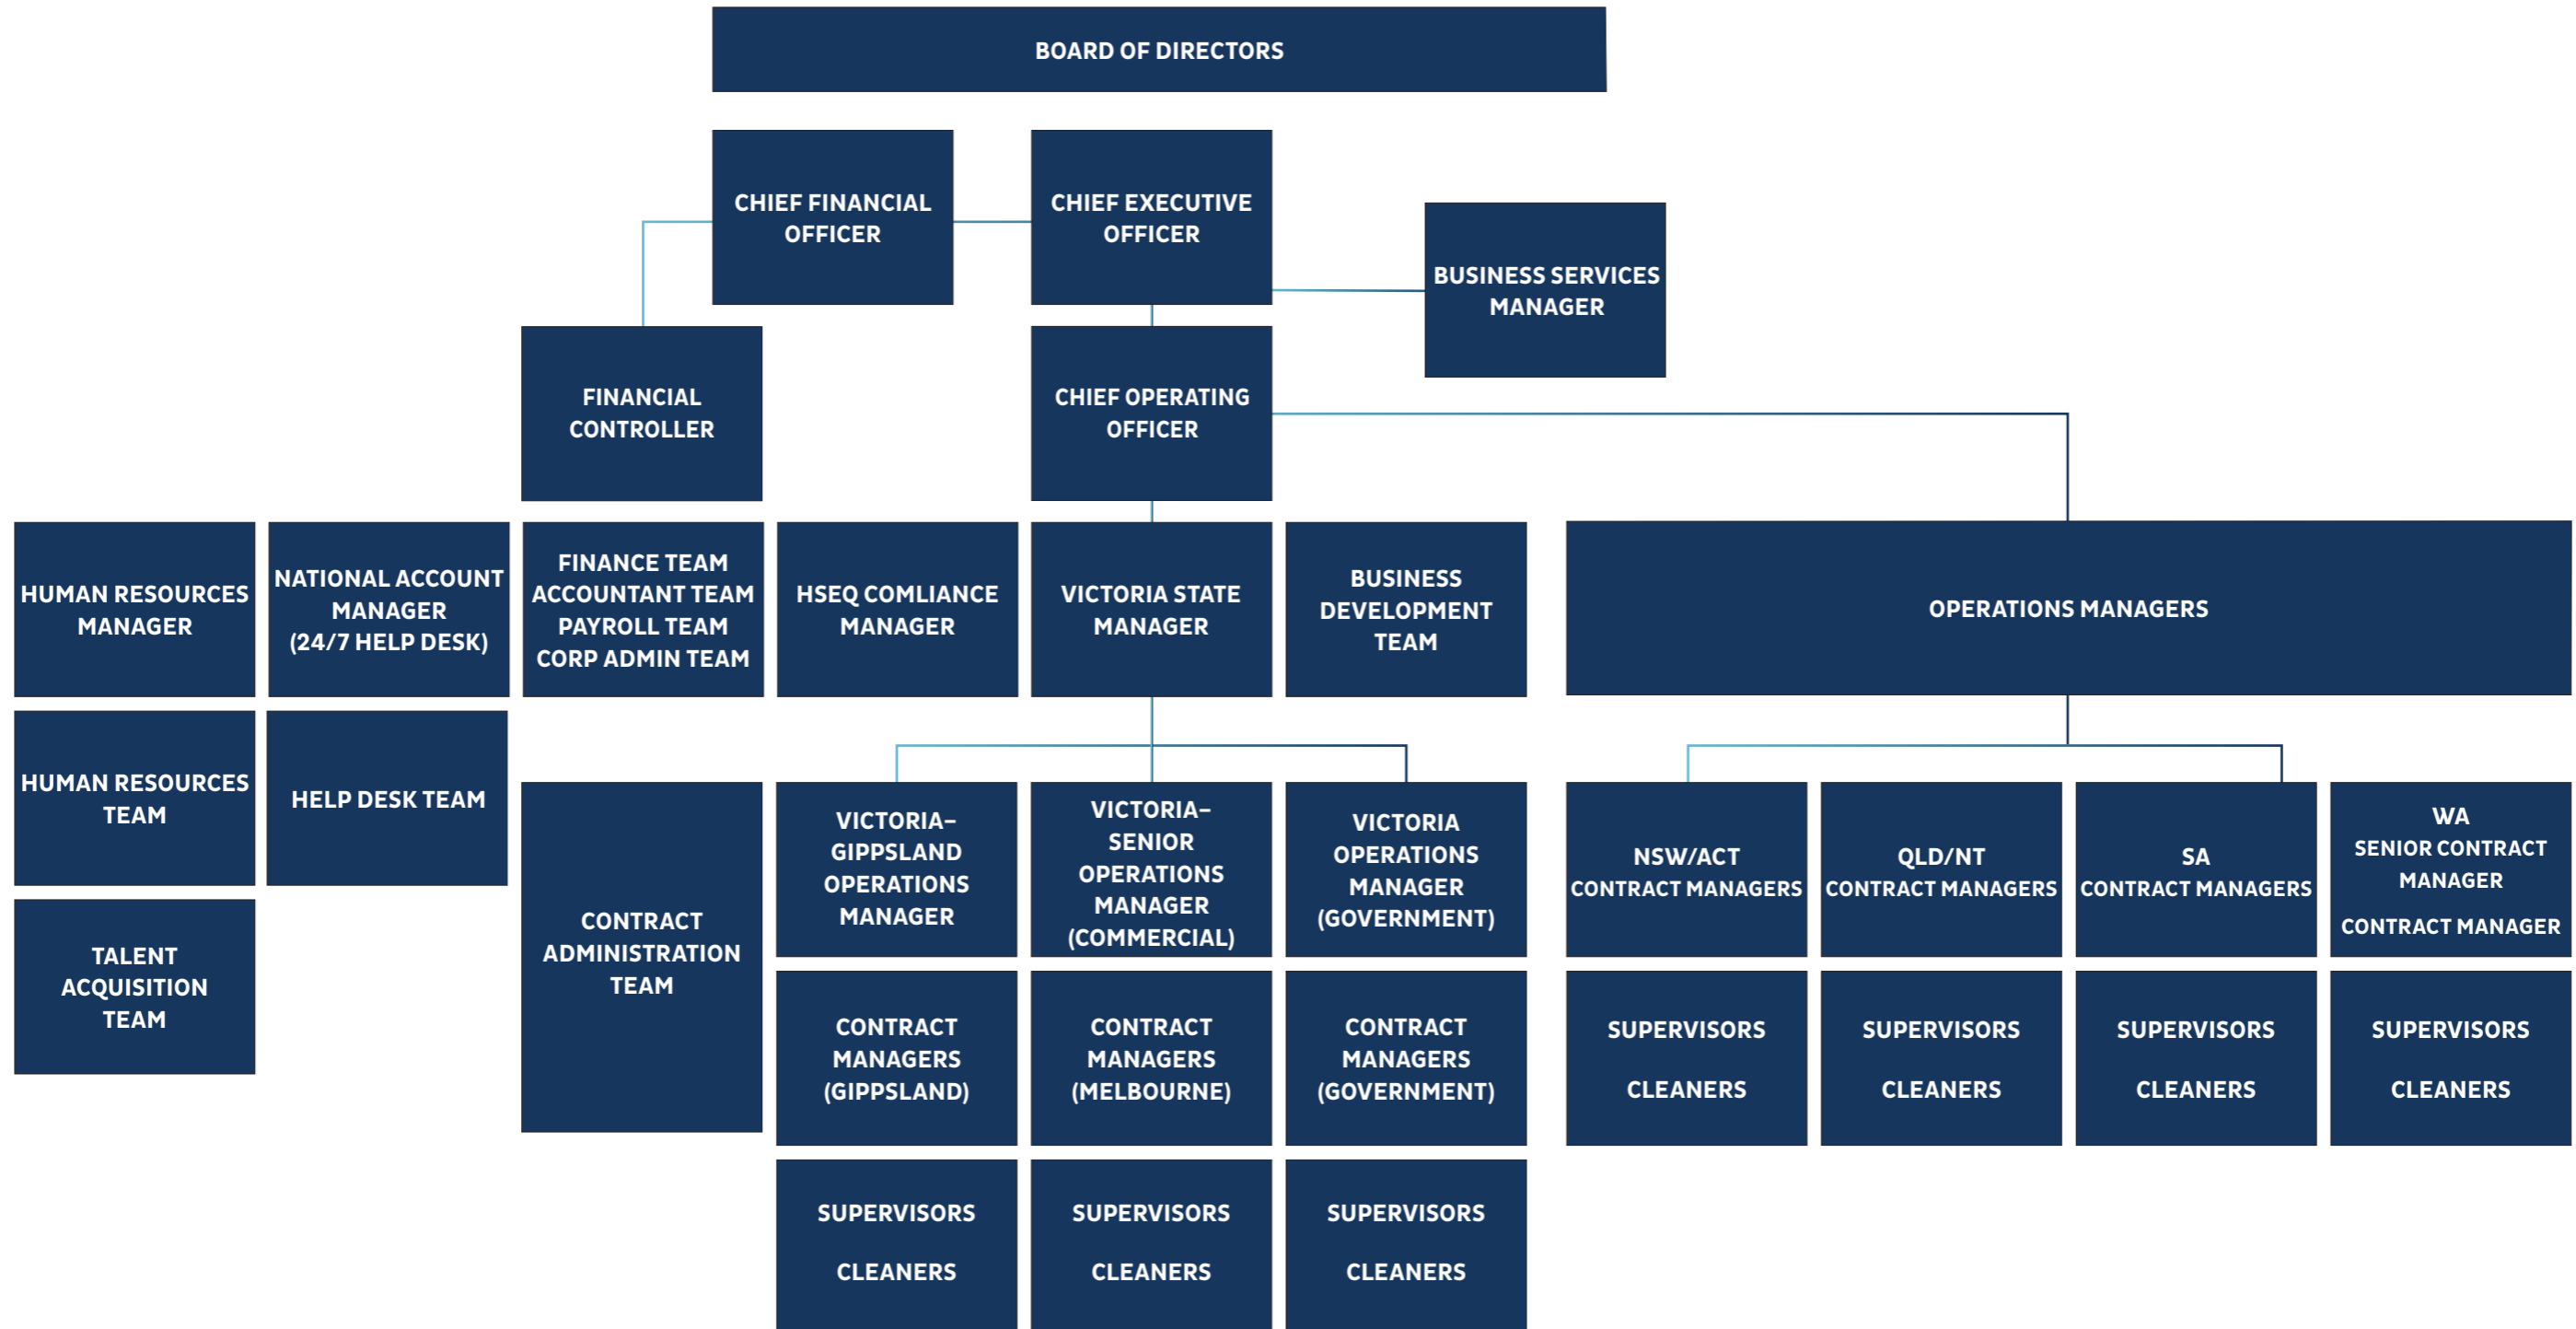 BOARD OF DIRECTORS
CHIEF FINANCIAL
OFFICER
CHIEF EXECUTIVE
OFFICER
BUSINESS SERVICES
MANAGER
FINANCIAL
CONTROLLER
CHIEF OPERATING
OFFICER
HUMAN RESOURCES
MANAGER
NATIONAL ACCOUNT
MANAGER
(24/7 HELP DESK)
FINANCE TEAM
ACCOUNTANT TEAM
PAYROLL TEAM
CORP ADMIN TEAM
HSEQ COMLIANCE
MANAGER
VICTORIA STATE
MANAGER
BUSINESS
DEVELOPMENT
TEAM
OPERATIONS MANAGERS
HUMAN RESOURCES
TEAM
HELP DESK TEAM
TALENT
ACQUISITION
TEAM
CONTRACT
ADMINISTRATION
TEAM
VICTORIA–
GIPPSLAND
OPERATIONS
MANAGER
VICTORIA–
SENIOR
OPERATIONS
MANAGER
(COMMERCIAL)
VICTORIA
OPERATIONS
MANAGER
(GOVERNMENT)
NSW/ACT
CONTRACT MANAGERS
QLD/NT
CONTRACT MANAGERS
SA
CONTRACT MANAGERS
WA
SENIOR CONTRACT
MANAGER
CONTRACT MANAGER
CONTRACT
MANAGERS
(GIPPSLAND)
CONTRACT
MANAGERS
(MELBOURNE)
CONTRACT
MANAGERS
(GOVERNMENT)
SUPERVISORS
CLEANERS
SUPERVISORS
CLEANERS
SUPERVISORS
CLEANERS
SUPERVISORS
CLEANERS
SUPERVISORS
CLEANERS
SUPERVISORS
CLEANERS
SUPERVISORS
CLEANERS